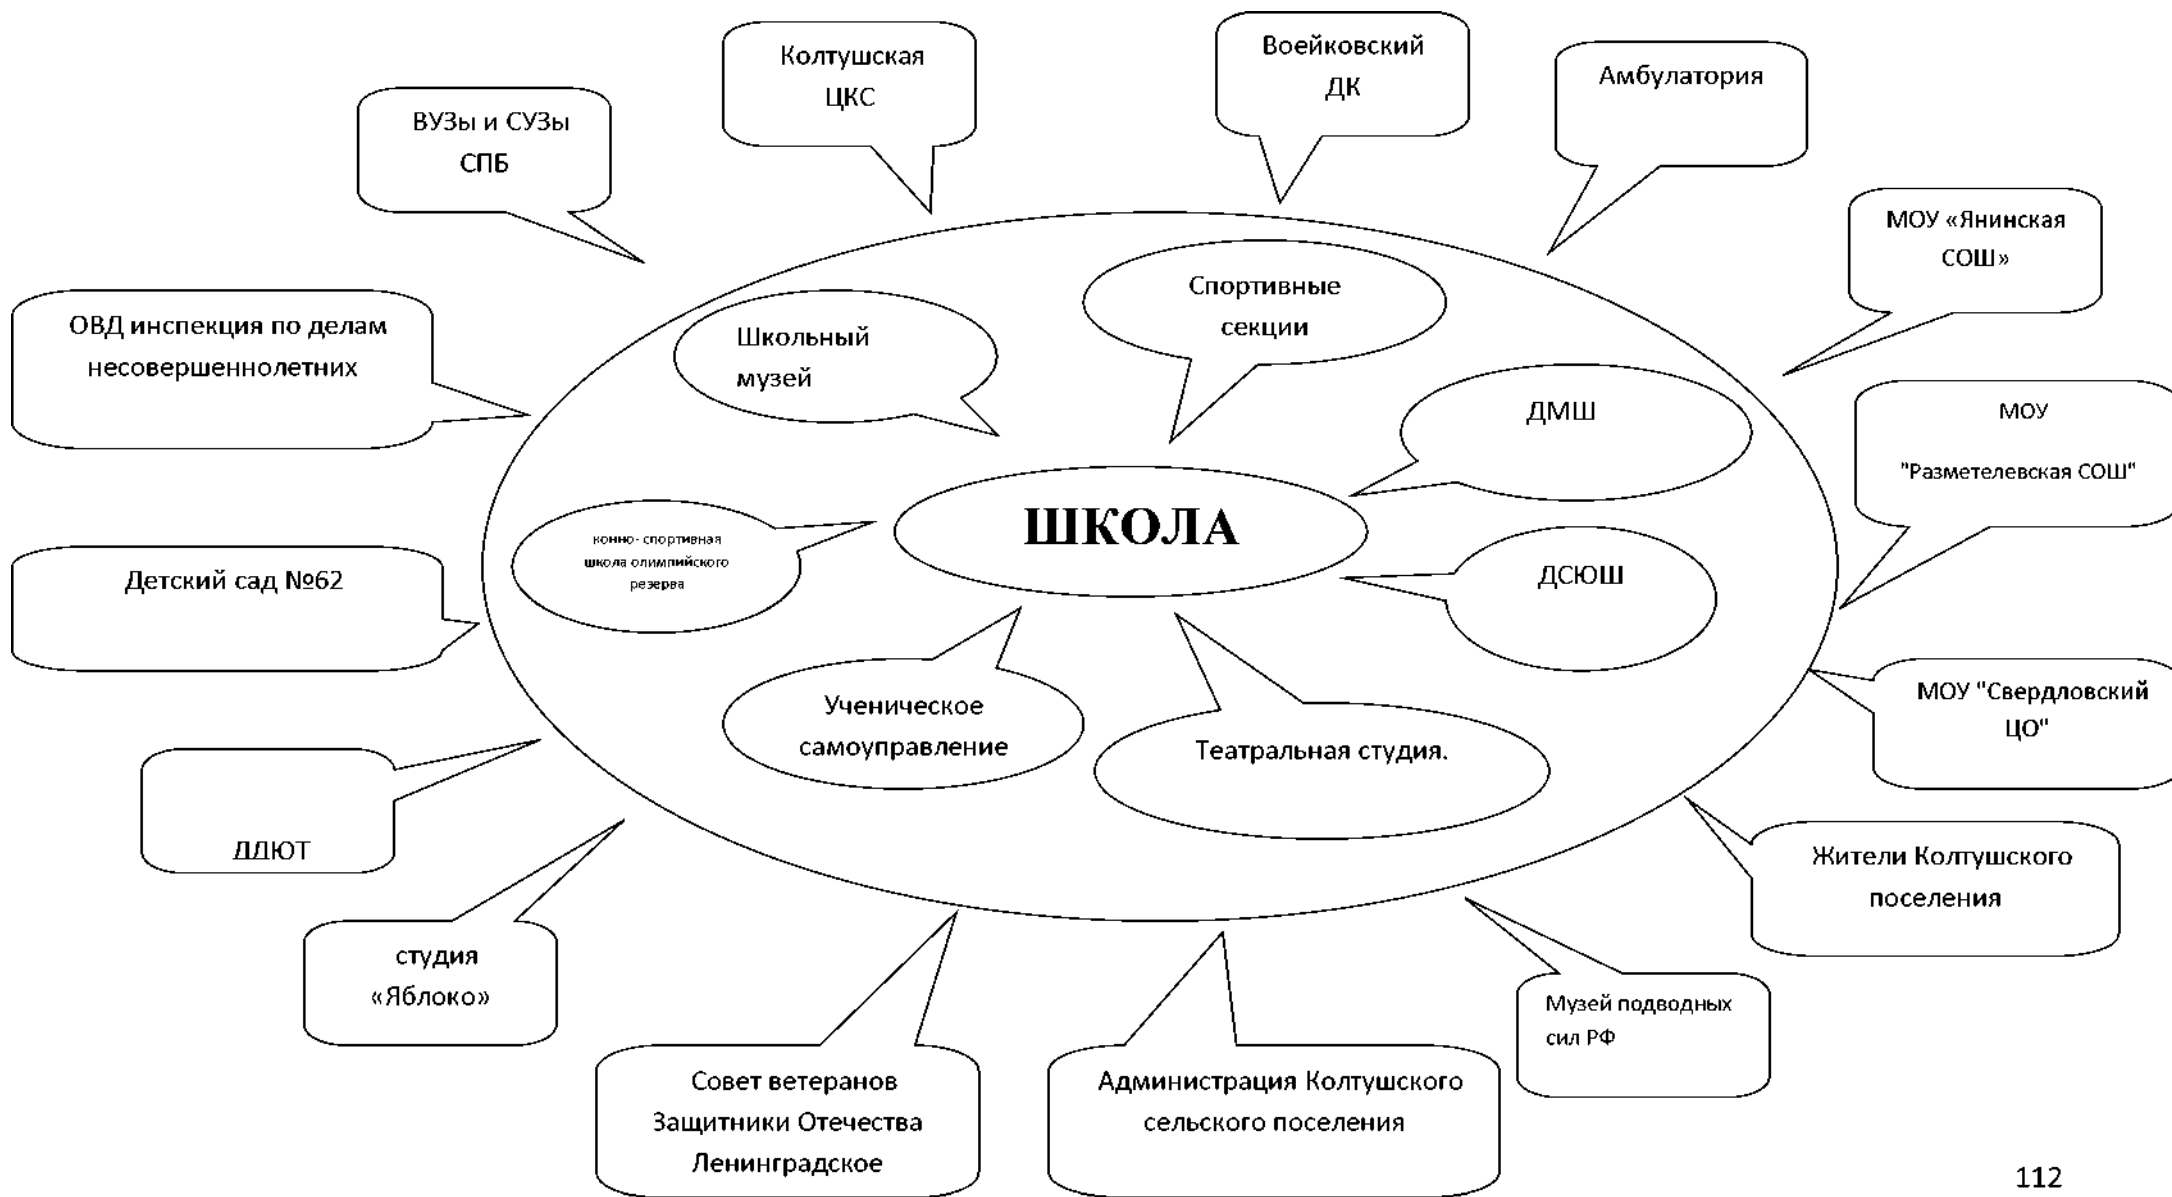 Колтушская
ЦКС
Воейковский
ДК
Амбулатория
ВУЗы и СУЗы
СПБ
МОУ «Янинская
СОШ»
ОВД инспекция по делам
несовершеннолетних
Школьный
музей
Спортивные
секции
ДМШ
МОУ
"Разметелевская СОШ"
конно- спортивная
школа олимпийского
резерва
ШКОЛА
ДСЮШ
Детский сад №62
Ученическое
самоуправление
Театральная студия.
МОУ "Свердловский
ЦО"
ДДЮТ
Жители Колтушского
поселения
студия
«Яблоко»
Музей подводных
сил РФ
Совет ветеранов
Защитники Отечества
Ленинградское
Администрация Колтушского
сельского поселения
112